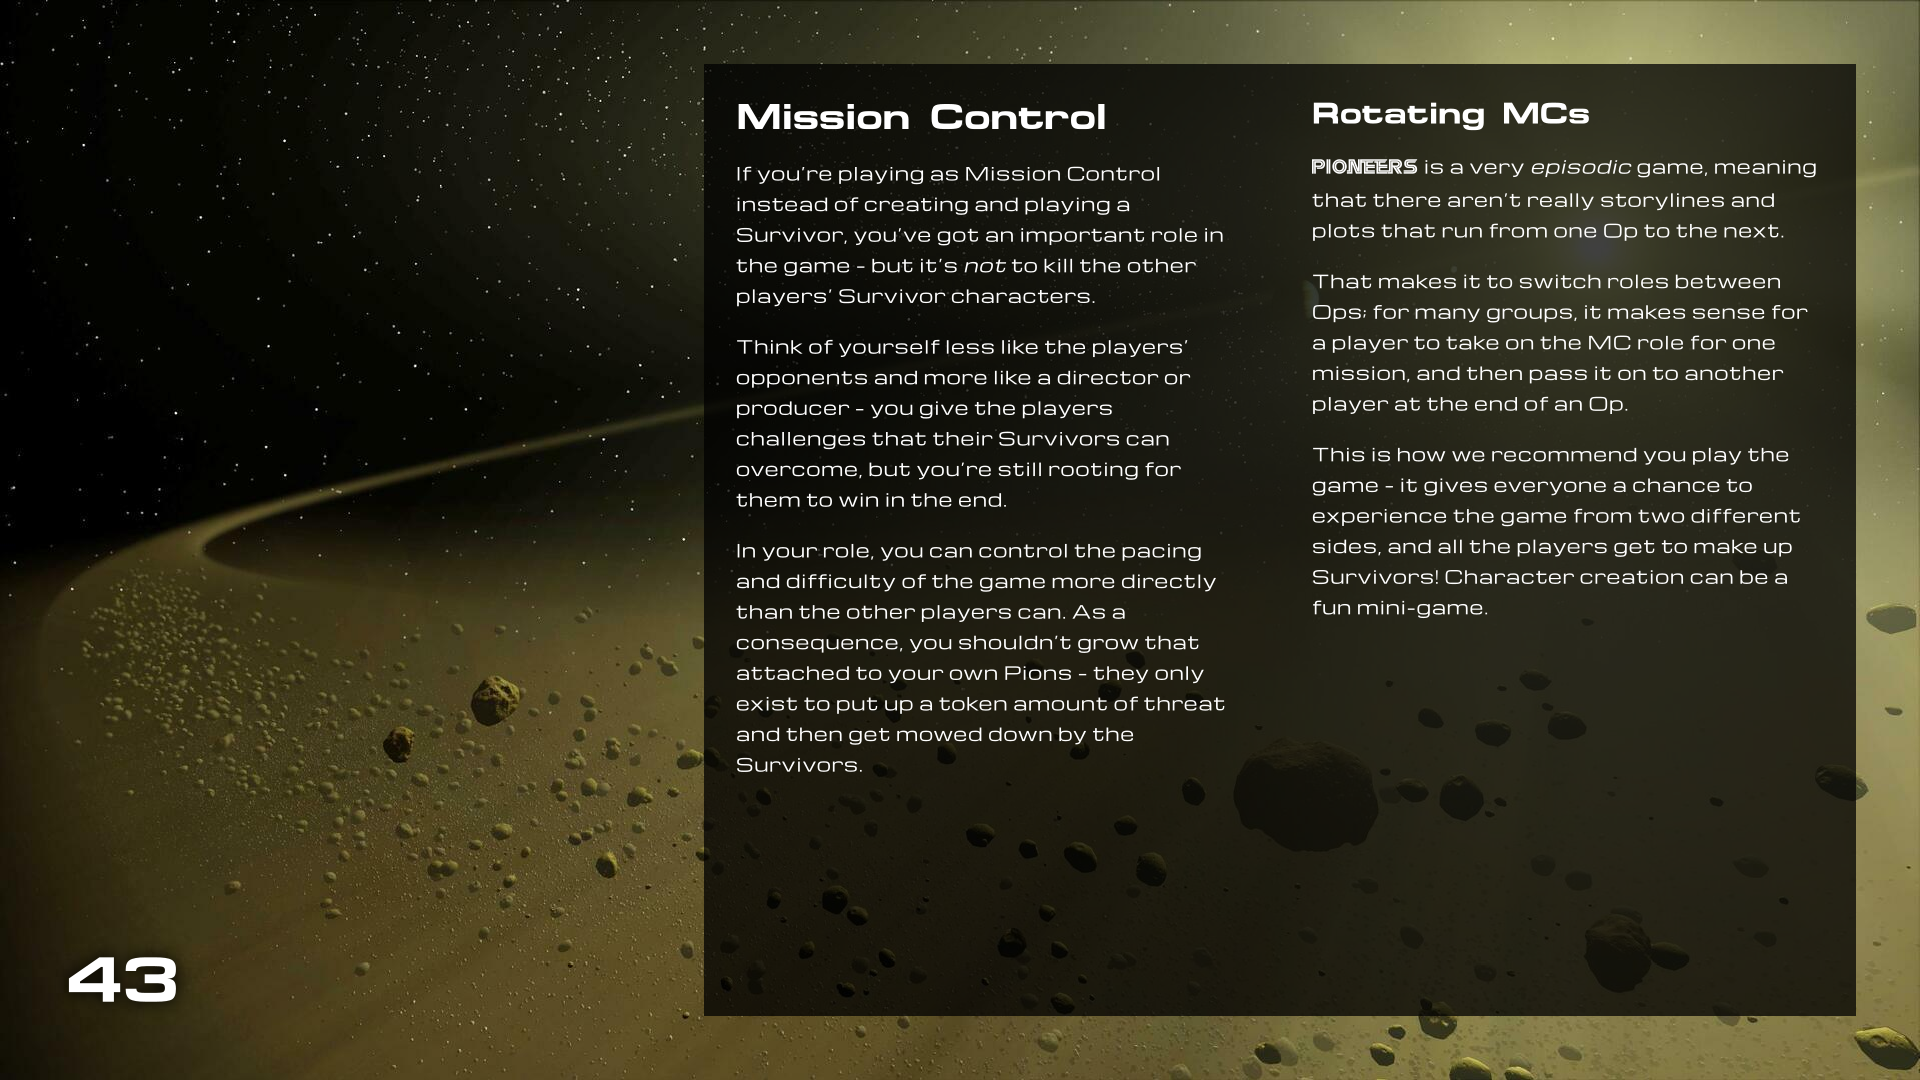 Mission Control
If you're playing as Mission Control
instead of creating and playing a
Survivor, you've got an important role in
the game - but it's not to kill the other
players' Survivor characters.
Think of yourself less like the players'
opponents and more like a director or
producer - you give the players
challenges that their Survivors can
overcome, but you're still rooting for
them to win in the end.
In your role, you can control the pacing
and difficulty of the game more directly
than the other players can. As a
consequence, you shouldn't grow that
attached to your own Pions - they only
exist to put up a token amount of threat
and then get mowed down by the
Survivors.
Rotating MCs
PIONEERS is a very episodic game, meaning
that there aren't really storylines and
plots that run from one Op to the next.
That makes it to switch roles between
Ops; for many groups, it makes sense for
a player to take on the MC role for one
mission, and then pass it on to another
player at the end of an Op.
This is how we recommend you play the
game - it gives everyone a chance to
experience the game from two different
sides, and all the players get to make up
Survivors! Character creation can be a
fun mini-game.
43